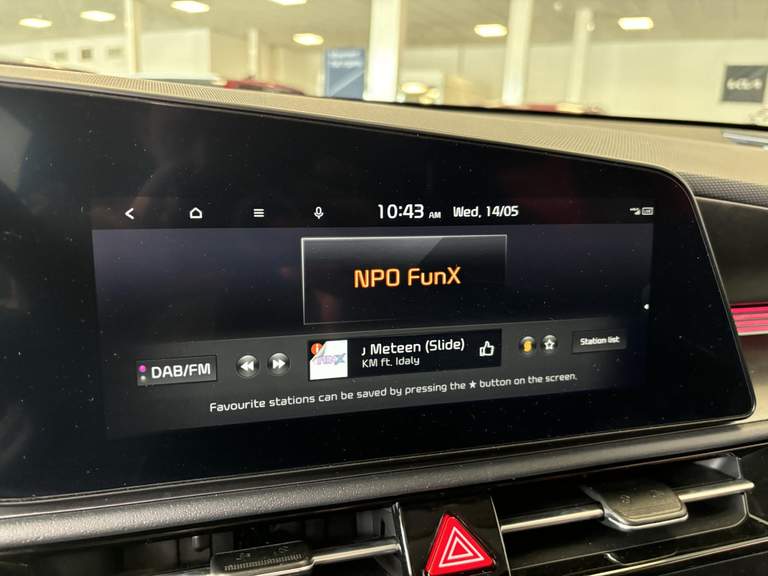 10:43 AM Wed, 14/05
NPO FunX
DAB/FM
FUNX
Meteen (Slide)
KM ft. Idaly
Station list
Favourite stations can be saved by pressing the ★ button on the screen.